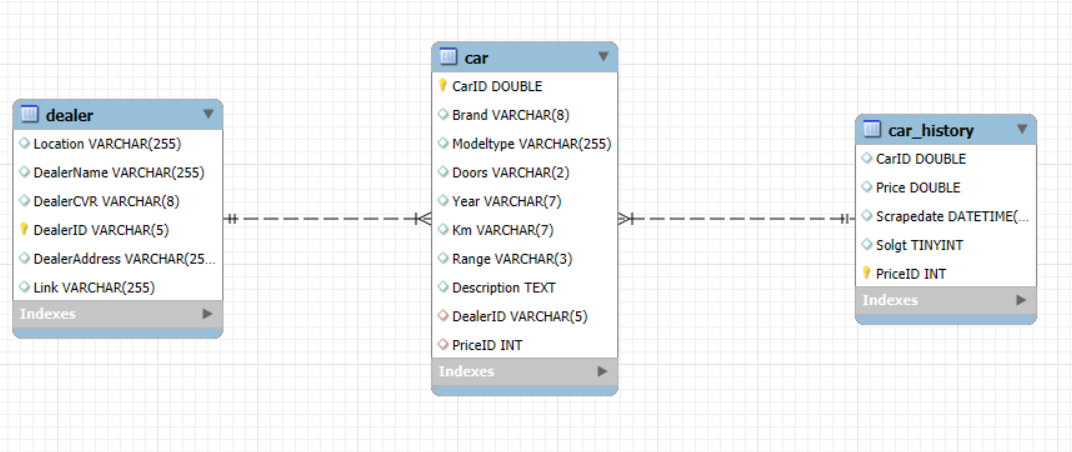 dealer
Location VARCHAR(255)
DealerName VARCHAR(255)
DealerCVR VARCHAR(8)
DealerID VARCHAR(5)
DealerAddress VARCHAR(25...
Link VARCHAR(255)
Indexes
car
CarID DOUBLE
Brand VARCHAR(8)
Modeltype VARCHAR(255)
Doors VARCHAR(2)
Year VARCHAR(7)
Km VARCHAR(7)
Range VARCHAR(3)
Description TEXT
DealerID VARCHAR(5)
PriceID INT
Indexes
car_history
CarID DOUBLE
Price DOUBLE
Scrapedate DATETIME(...
Solgt TINYINT
PriceID INT
Indexes